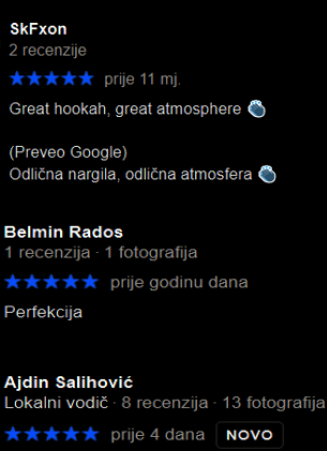 SkFxon
2 recenzije
prije 11 mj.
Great hookah, great atmosphere
(Preveo Google)
Odlična nargila, odlična atmosfera
Belmin Rados
1 recenzija · 1 fotografija
prije godinu dana
Perfekcija
Ajdin Salihović
Lokalni vodič · 8 recenzija · 13 fotografija
prije 4 dana NOVO